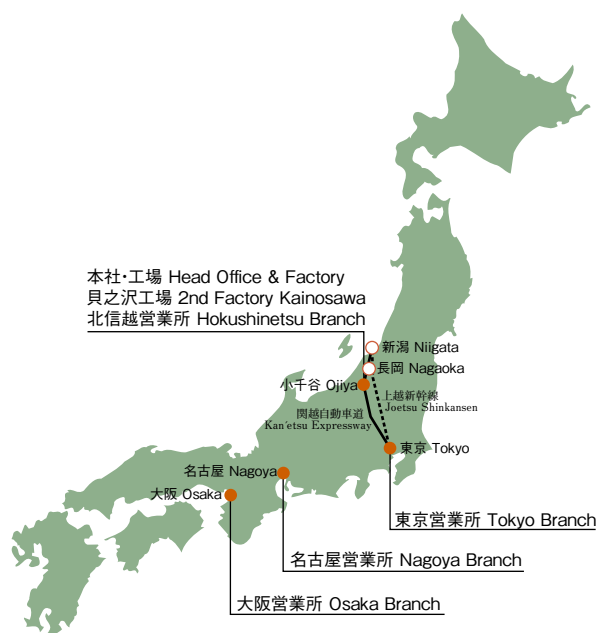 本社・工場 Head Office & Factory
貝之沢工場 2nd Factory Kainosawa
北信越営業所 Hokushinetsu Branch
新潟 Niigata
長岡 Nagaoka
小千谷 Ojiya
上越新幹線
Joetsu Shinkansen
関越自動車道
Kan'etsu Expressway
東京 Tokyo
名古屋 Nagoya
大阪 Osaka
東京営業所 Tokyo Branch
名古屋営業所 Nagoya Branch
大阪営業所 Osaka Branch